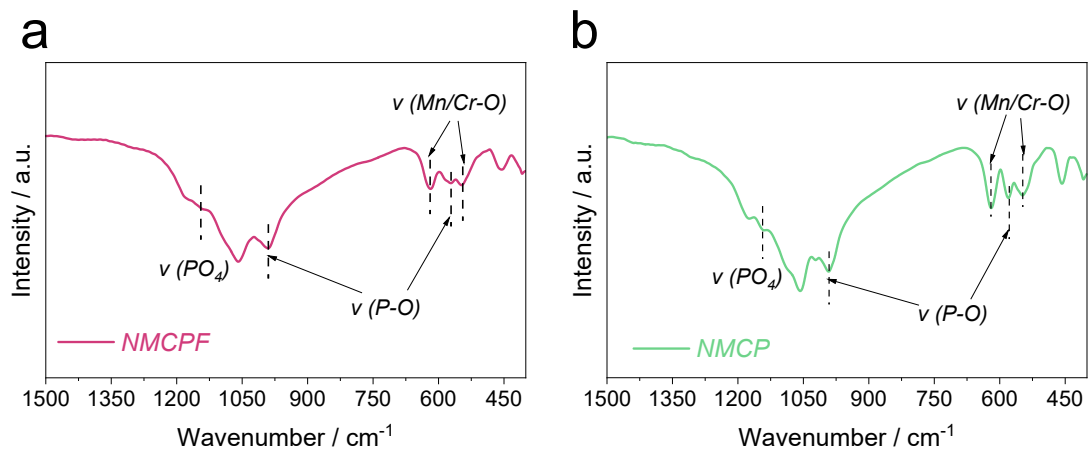 a
ν (Mn/Cr-O)
ν (PO₄)
ν (P-O)
NMCPF
Intensity / a.u.
1500 1350 1200 1050 900 750 600 450
Wavenumber / cm⁻¹
b
ν (Mn/Cr-O)
ν (PO₄)
ν (P-O)
NMCP
Intensity / a.u.
1500 1350 1200 1050 900 750 600 450
Wavenumber / cm⁻¹